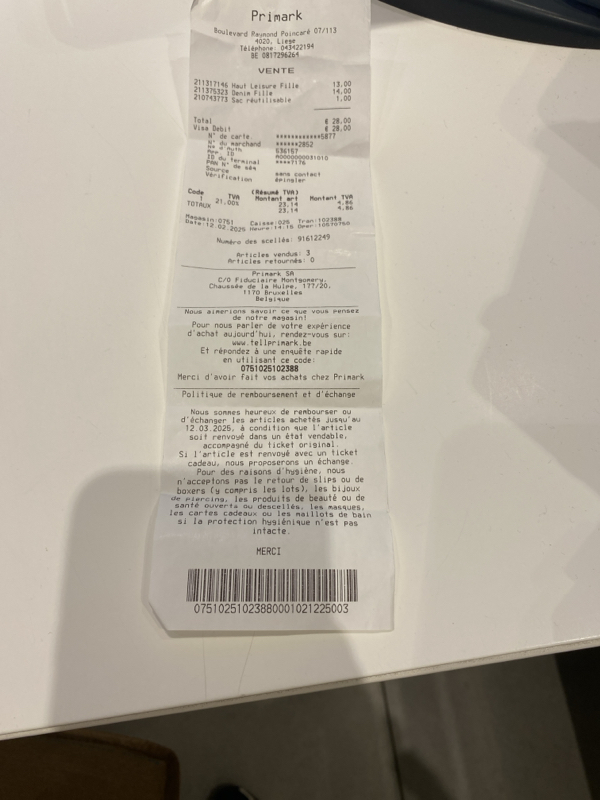 Primark
Boulevard Raymond Poincaré 07/113
4020, Liese
Téléphone: 043422194
BE 0817296264
VENTE
211317146 Haut Leisure Fille 13.00
211375323 Denim Fille 14.00
210743773 Sac réutilisable 1.00
Total € 28.00
Visa Debit € 28.00
N° de carte. ************5877
N° du marchand ******2852
N° d'Auth 636167
App ID A0000000031010
ID du terminal ****7176
PAN N° de séq
Source sans contact
Vérification épingler
Code TVA (Résumé TVA) Montant art Montant TVA
1 21,00% 23,14 4,86
TOTAUX 23,14 4,86
Magasin:0751 Caisse:025 Tran:102388
Date:12.02.2025 Heure:14:15 Oper:10570750
Numéro des scellés: 91612249
Articles vendus: 3
Articles retournés: 0
Primark SA
C/O Fiduciaire Montgomery,
Chaussée de la Hulpe, 177/20,
1170 Bruxelles
Belgique
Nous aimerions savoir ce que vous pensez
de notre magasin!
Pour nous parler de votre expérience
d'achat aujourd'hui, rendez-vous sur:
www.tellprimark.be
Et répondez à une enquête rapide
en utilisant ce code:
0751025102388
Merci d'avoir fait vos achats chez Primark
Politique de remboursement et d'échange
Nous sommes heureux de rembourser ou
d'échanger les articles achetés jusqu'au
12.03.2025, à condition que l'article
soit renvoyé dans un état vendable,
accompagné du ticket original.
Si l'article est renvoyé avec un ticket
cadeau, nous proposerons un échange.
Pour des raisons d'hygiène, nous
n'acceptons pas le retour de slips ou de
boxers (y compris les lots), les bijoux
de piercing, les produits de beauté ou de
santé ouverts ou descellés, les masques,
les cartes cadeaux ou les maillots de bain
si la protection hygiénique n'est pas
intacte.
MERCI
07510251023880001021225003